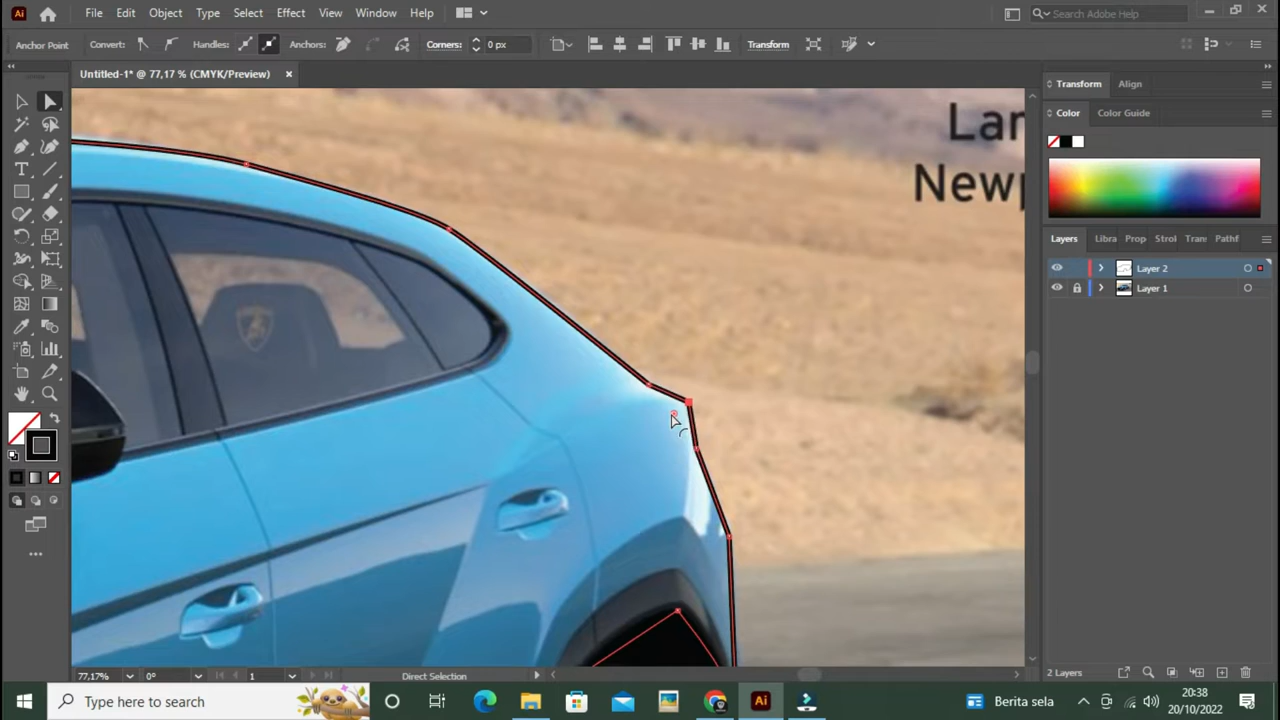 Ai File Edit Object Type Select Effect View Window Help Search Adobe Help
Anchor Point Convert: Handles: Anchors: Corners: 0 px Transform
Untitled-1* @ 77,17 % (CMYK/Preview)
Transform Align
Color Color Guide
Lar
Newp
Layers Libra Prop Strol Tran: Pathf
Layer 2
Layer 1
77,17% 0° 1 Direct Selection 2 Layers
Type here to search Ai Berita sela 20:38
20/10/2022